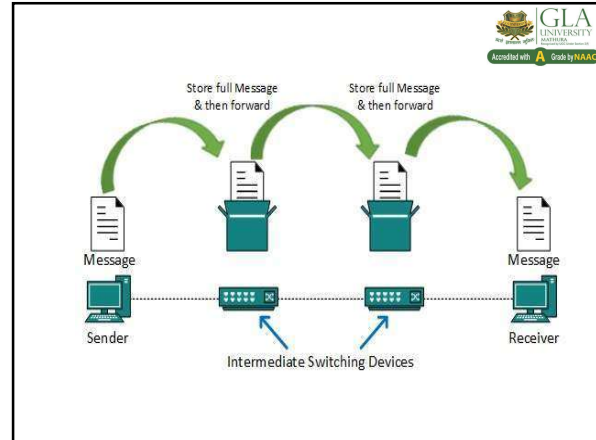 GLA
UNIVERSITY
MATHURA
Accredited with A Grade by NAAC
Store full Message
& then forward
Store full Message
& then forward
Message
Message
Sender
Receiver
Intermediate Switching Devices